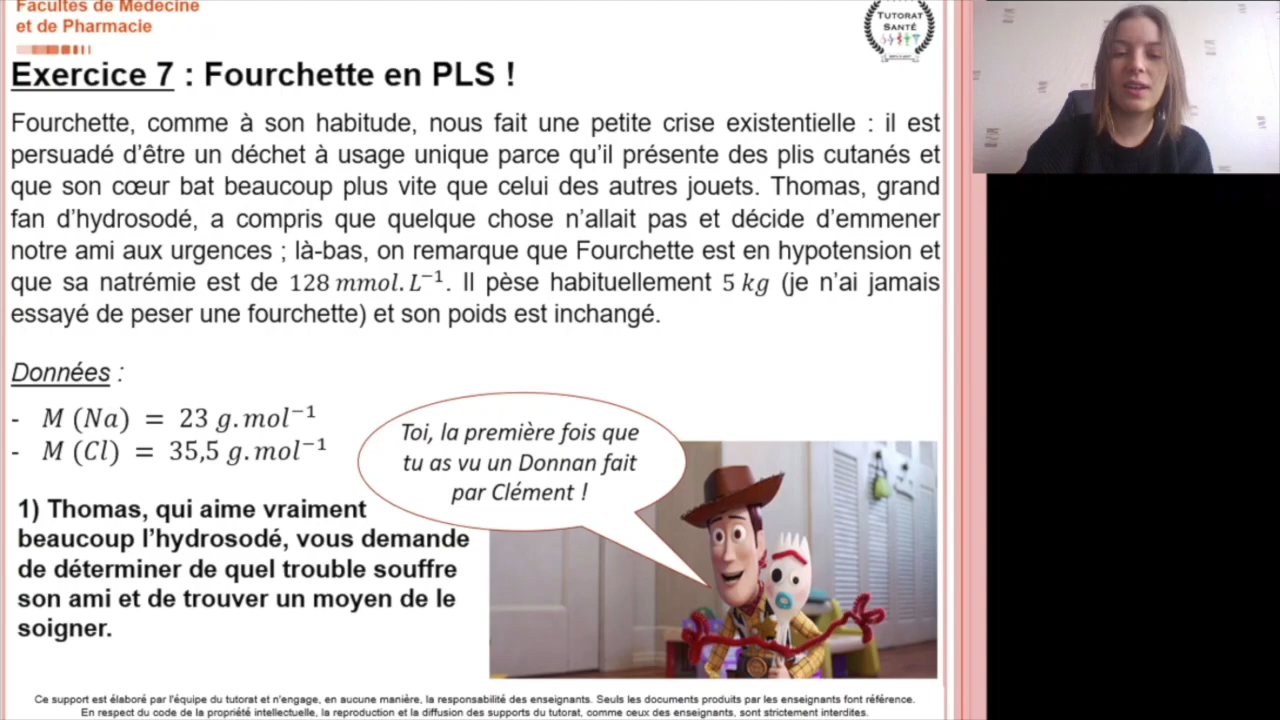 Facultés de Médecine
et de Pharmacie
TUTORAT
SANTÉ
Exercice 7 : Fourchette en PLS !
Fourchette, comme à son habitude, nous fait une petite crise existentielle : il est
persuadé d’être un déchet à usage unique parce qu’il présente des plis cutanés et
que son cœur bat beaucoup plus vite que celui des autres jouets. Thomas, grand
fan d’hydrosodé, a compris que quelque chose n’allait pas et décide d’emmener
notre ami aux urgences ; là-bas, on remarque que Fourchette est en hypotension et
que sa natrémie est de 128 mmol. L⁻¹. Il pèse habituellement 5 kg (je n’ai jamais
essayé de peser une fourchette) et son poids est inchangé.
Données :
- M (Na) = 23 g. mol⁻¹
- M (Cl) = 35,5 g. mol⁻¹
Toi, la première fois que
tu as vu un Donnan fait
par Clément !
1) Thomas, qui aime vraiment
beaucoup l’hydrosodé, vous demande
de déterminer de quel trouble souffre
son ami et de trouver un moyen de le
soigner.
Ce support est élaboré par l'équipe du tutorat et n'engage, en aucune manière, la responsabilité des enseignants. Seuls les documents produits par les enseignants font référence.
En respect du code de la propriété intellectuelle, la reproduction et la diffusion des supports du tutorat, comme ceux des enseignants, sont strictement interdites.